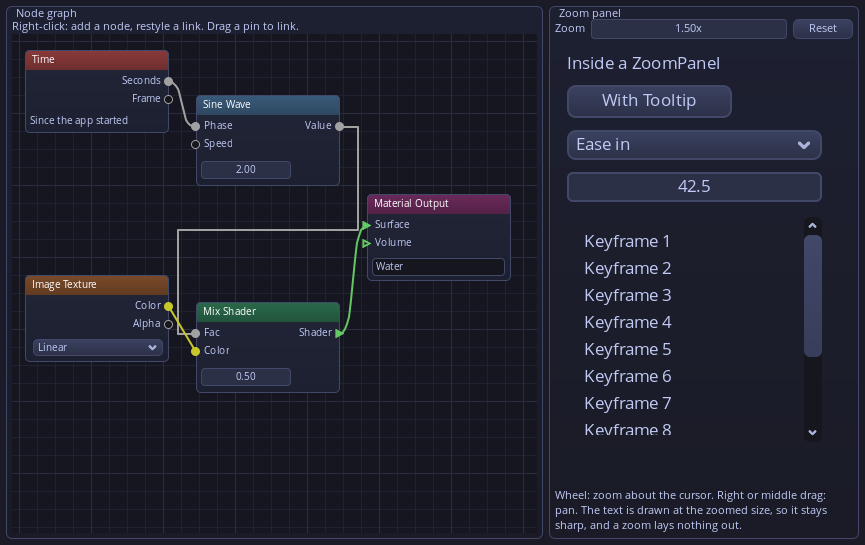 Node graph
Right-click: add a node, restyle a link. Drag a pin to link.
Time
Seconds
Frame
Since the app started
Sine Wave
Phase
Value
Speed
2.00
Material Output
Surface
Volume
Water
Image Texture
Color
Alpha
Linear
Mix Shader
Fac
Shader
Color
0.50
Zoom panel
Zoom
1.50x
Reset
Inside a ZoomPanel
With Tooltip
Ease in
42.5
Keyframe 1
Keyframe 2
Keyframe 3
Keyframe 4
Keyframe 5
Keyframe 6
Keyframe 7
Keyframe 8
Wheel: zoom about the cursor. Right or middle drag:
pan. The text is drawn at the zoomed size, so it stays
sharp, and a zoom lays nothing out.